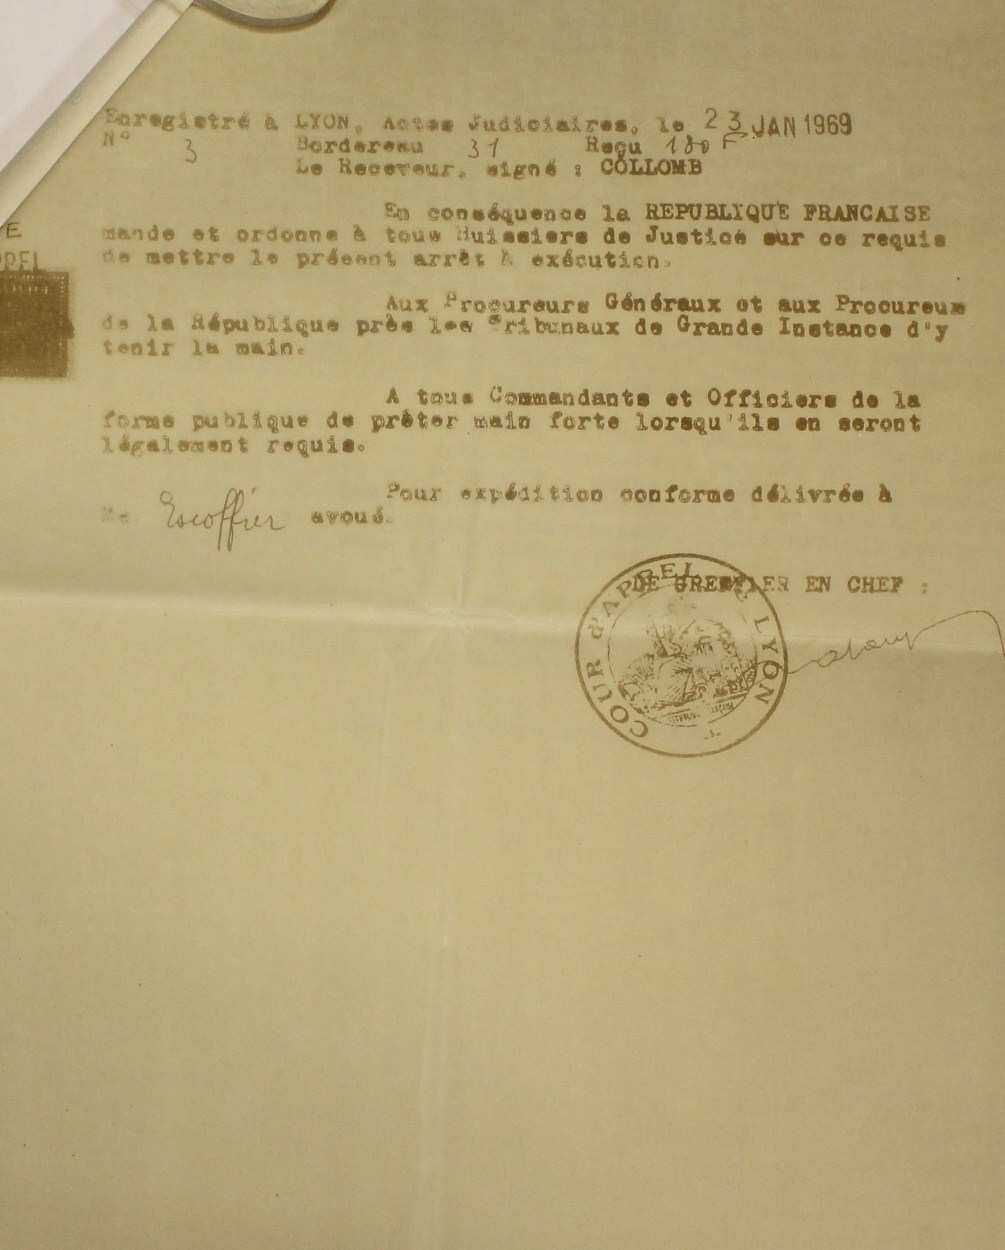 Enregistré à LYON, Actes Judiciaires, le 23 JAN 1969
N° 3 Bordereau 31 Reçu 180 F
Le Receveur, signé : COLLOMB
En conséquence la REPUBLIQUE FRANCAISE
mande et ordonne à tous Huissiers de Justice sur ce requis
de mettre le présent arrêt à exécution.
Aux Procureurs Généraux et aux Procureurs
de la République près les Tribunaux de Grande Instance d'y
tenir la main.
A tous Commandants et Officiers de la
forme publique de prêter main forte lorsqu'ils en seront
légalement requis.
Pour expédition conforme délivrée à
Me Escoffier avoué.
LE GREFFIER EN CHEF :
COUR d'APPEL DE LYON
E
PPEL